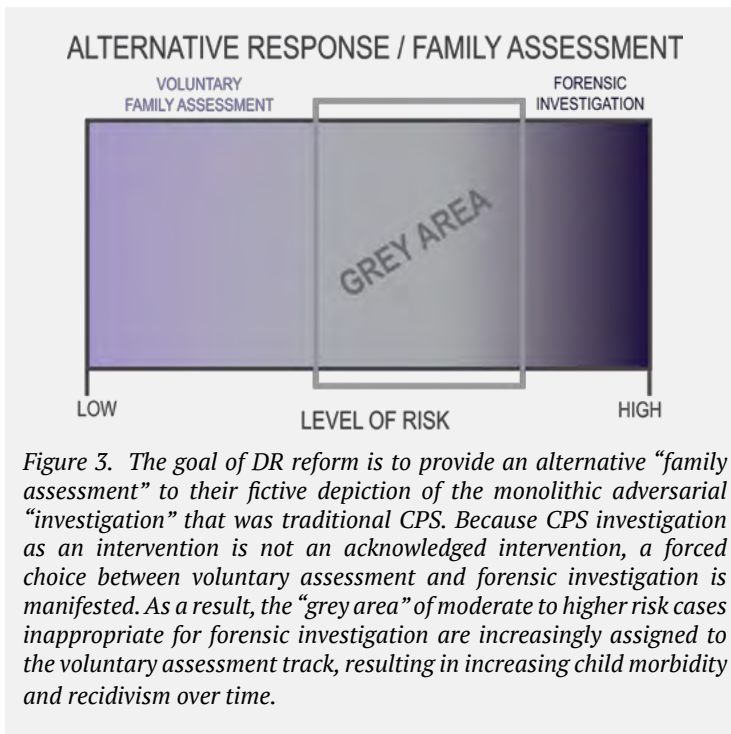 ALTERNATIVE RESPONSE / FAMILY ASSESSMENT
VOLUNTARY
FAMILY ASSESSMENT
FORENSIC
INVESTIGATION
GREY AREA
LOW
LEVEL OF RISK
HIGH
Figure 3. The goal of DR reform is to provide an alternative “family
assessment” to their fictive depiction of the monolithic adversarial
“investigation” that was traditional CPS. Because CPS investigation
as an intervention is not an acknowledged intervention, a forced
choice between voluntary assessment and forensic investigation is
manifested. As a result, the “grey area” of moderate to higher risk cases
inappropriate for forensic investigation are increasingly assigned to
the voluntary assessment track, resulting in increasing child morbidity
and recidivism over time.